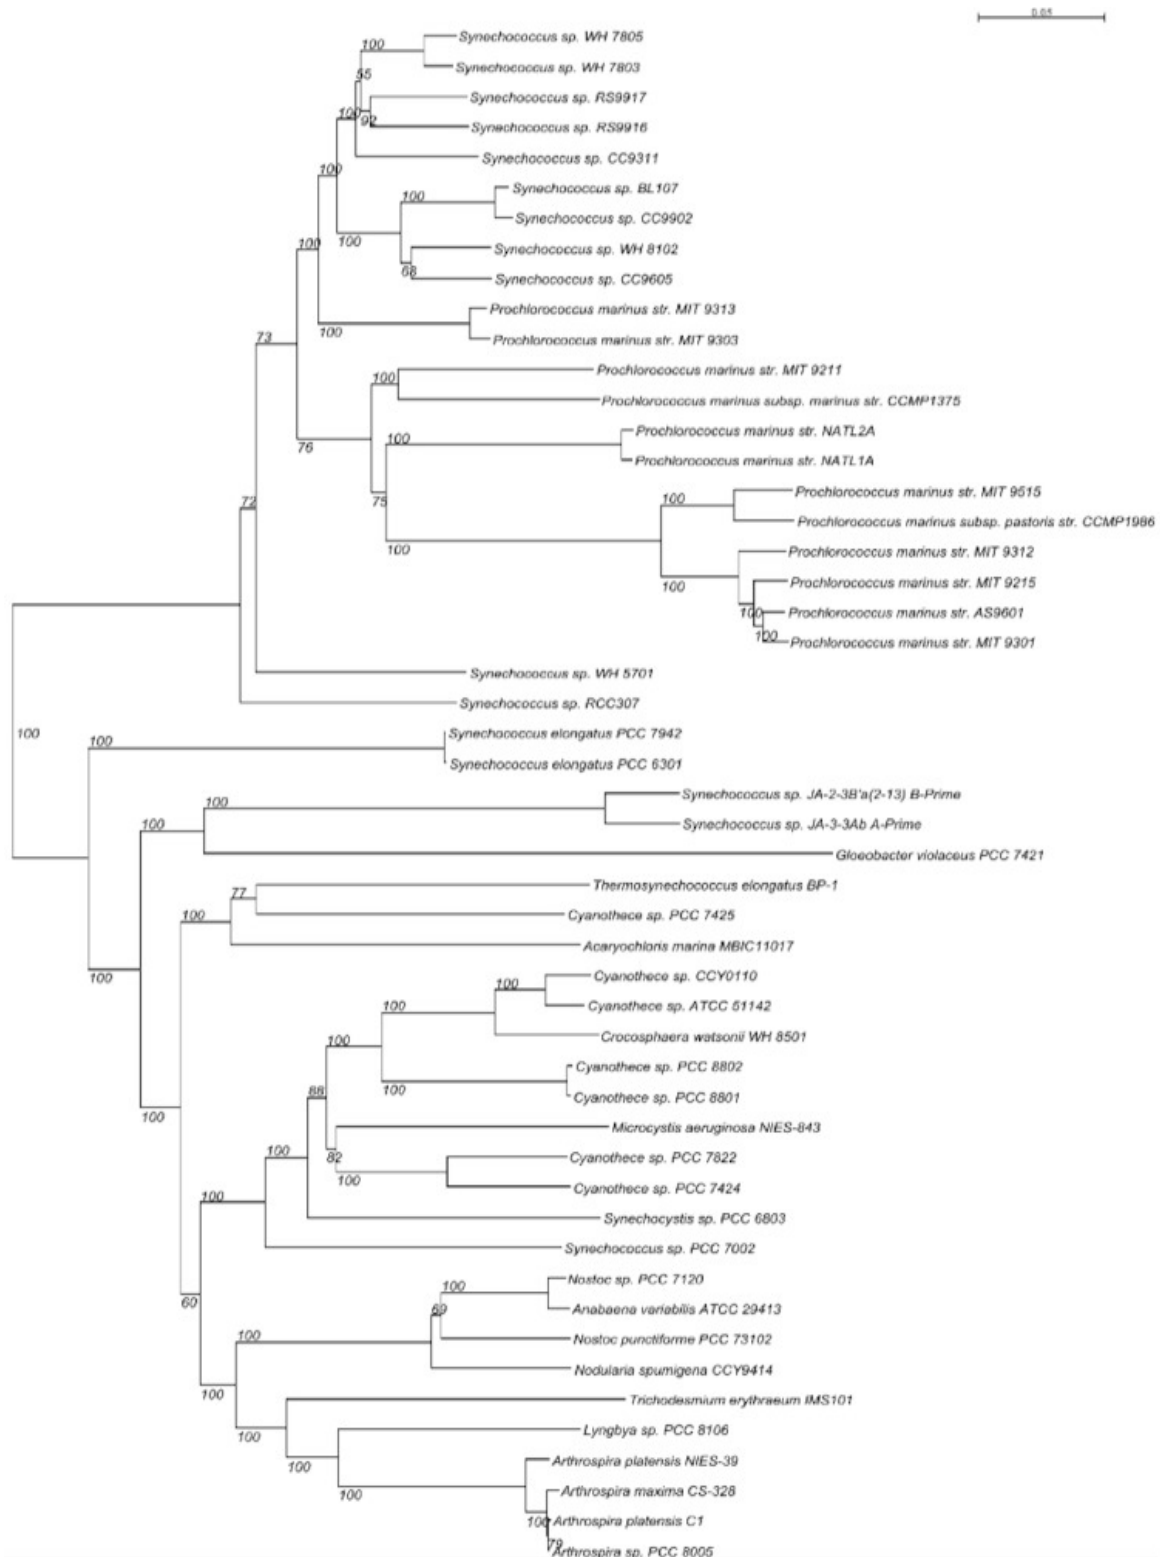 0.05
Synechococcus sp. WH 7805
100
Synechococcus sp. WH 7803
55
Synechococcus sp. RS9917
100
92
Synechococcus sp. RS9916
Synechococcus sp. CC9311
100
Synechococcus sp. BL107
100
Synechococcus sp. CC9902
100
100
Synechococcus sp. WH 8102
68
Synechococcus sp. CC9605
Prochlorococcus marinus str. MIT 9313
100
73
Prochlorococcus marinus str. MIT 9303
Prochlorococcus marinus str. MIT 9211
100
Prochlorococcus marinus subsp. marinus str. CCMP1375
Prochlorococcus marinus str. NATL2A
100
76
Prochlorococcus marinus str. NATL1A
Prochlorococcus marinus str. MIT 9515
100
75
72
Prochlorococcus marinus subsp. pastoris str. CCMP1986
100
Prochlorococcus marinus str. MIT 9312
Prochlorococcus marinus str. MIT 9215
100
100
Prochlorococcus marinus str. AS9601
100
Prochlorococcus marinus str. MIT 9301
Synechococcus sp. WH 5701
Synechococcus sp. RCC307
100
Synechococcus elongatus PCC 7942
100
Synechococcus elongatus PCC 6301
Synechococcus sp. JA-2-3B'a(2-13) B-Prime
100
100
Synechococcus sp. JA-3-3Ab A-Prime
Gloeobacter violaceus PCC 7421
Thermosynechococcus elongatus BP-1
77
100
Cyanothece sp. PCC 7425
Acaryochloris marina MBIC11017
100
Cyanothece sp. CCY0110
100
100
Cyanothece sp. ATCC 51142
Crocosphaera watsonii WH 8501
100
Cyanothece sp. PCC 8802
100
88
Cyanothece sp. PCC 8801
100
Microcystis aeruginosa NIES-843
100
82
Cyanothece sp. PCC 7822
100
Cyanothece sp. PCC 7424
100
Synechocystis sp. PCC 6803
Synechococcus sp. PCC 7002
Nostoc sp. PCC 7120
100
60
69
Anabaena variabilis ATCC 29413
100
Nostoc punctiforme PCC 73102
Nodularia spumigena CCY9414
100
Trichodesmium erythraeum IMS101
Lyngbya sp. PCC 8106
100
Arthrospira platensis NIES-39
100
Arthrospira maxima CS-328
100
100
Arthrospira platensis C1
79
Arthrospira sp. PCC 8005